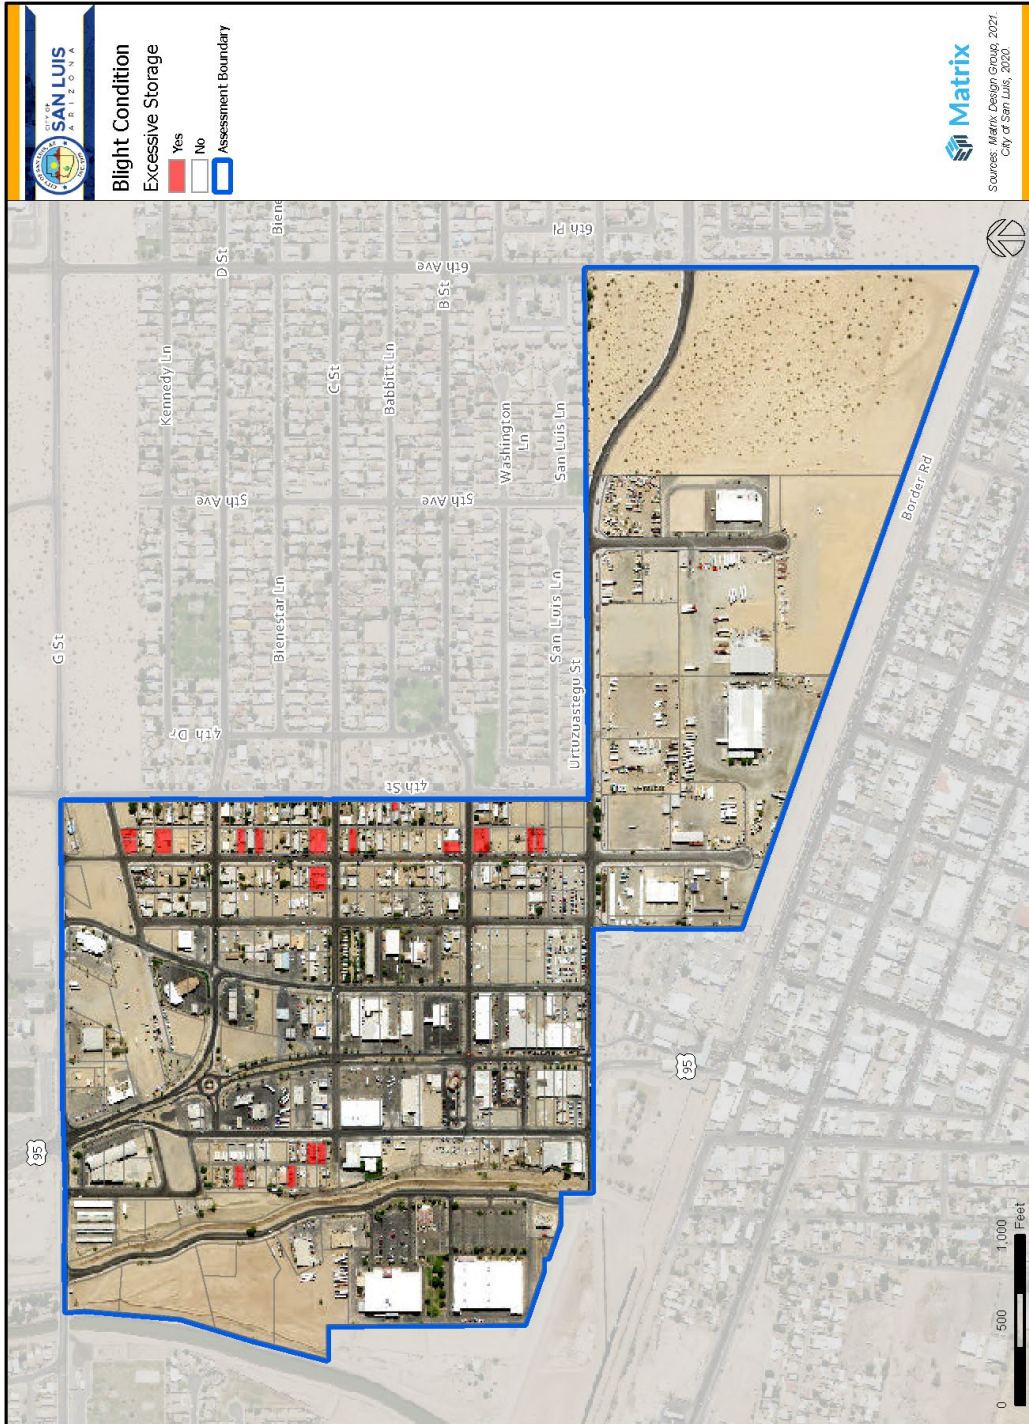 CITY OF
SAN LUIS
ARIZONA
Blight Condition
Excessive Storage
Yes
No
Assessment Boundary
Matrix
Sources: Matrix Design Group, 2021.
City of San Luis, 2020.
G St
Kennedy Ln
D St
Biene
6th Ave
B St
6th Pl
C St
Babbitt Ln
Washington
Ln
San Luis Ln
5th Ave
5th Ave
Bienestar Ln
San Luis Ln
Urtuzuastegui St
4th Dr
4th St
Border Rd
95
95
0
500
1,000
Feet